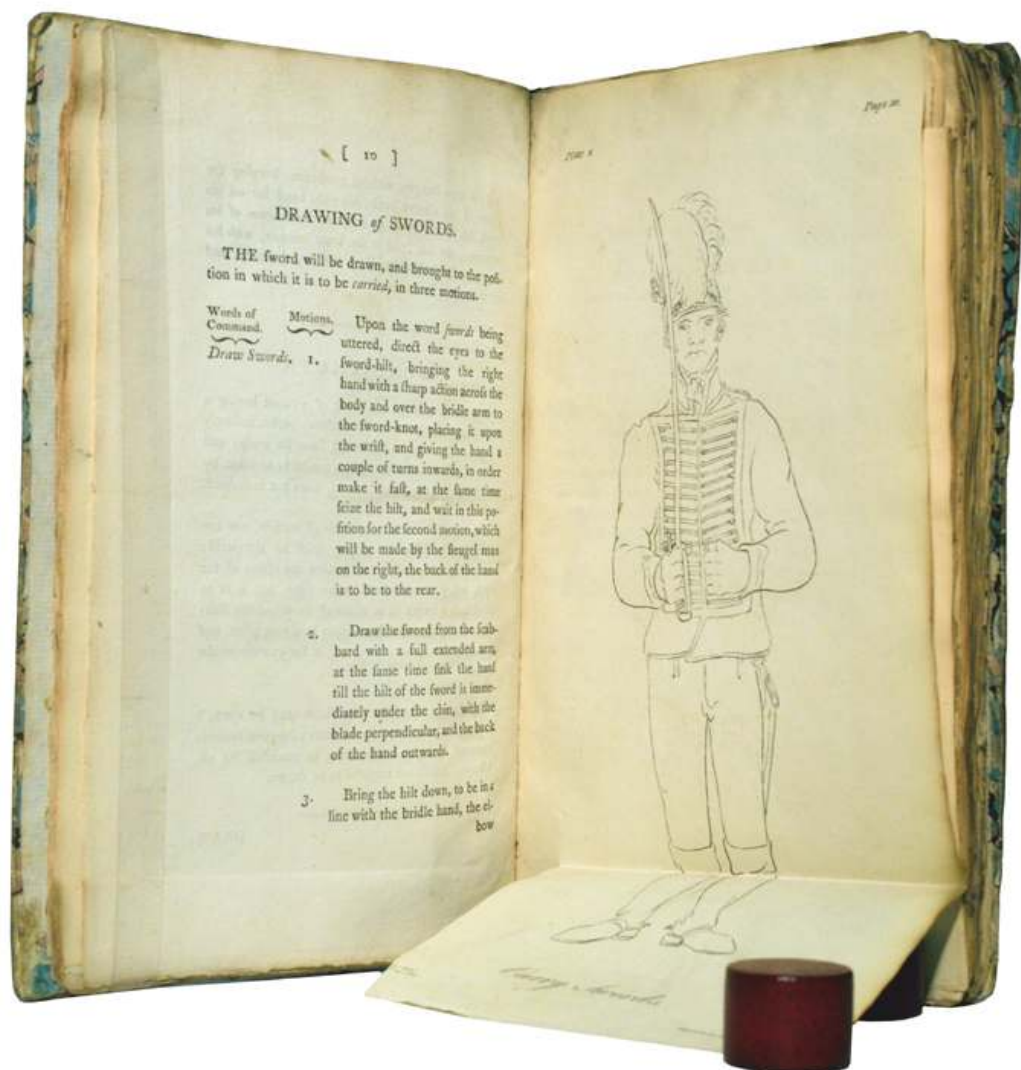 [ 10 ]
DRAWING of SWORDS.
THE ſword will be drawn, and brought to the poſi-
tion in which it is to be carried, in three motions.
Words of Command.
Motions.
Draw Swords. 1.
Upon the word ſwords being
uttered, direct the eyes to the
ſword-hilt, bringing the right
hand with a ſharp action acroſs the
body and over the bridle arm to
the ſword-knot, placing it upon
the wriſt, and giving the hand a
couple of turns inwards, in order
make it faſt, at the ſame time
ſeize the hilt, and wait in this po-
ſition for the ſecond motion, which
will be made by the fleugel man
on the right, the back of the hand
is to be to the rear.
2. Draw the ſword from the ſcab-
bard with a full extended arm,
at the ſame time ſink the hand
till the hilt of the ſword is imme-
diately under the chin, with the
blade perpendicular, and the back
of the hand outwards.
3. Bring the hilt down, to be in a
line with the bridle hand, the el-
bow
Plate
Page 10.
Carry Swords